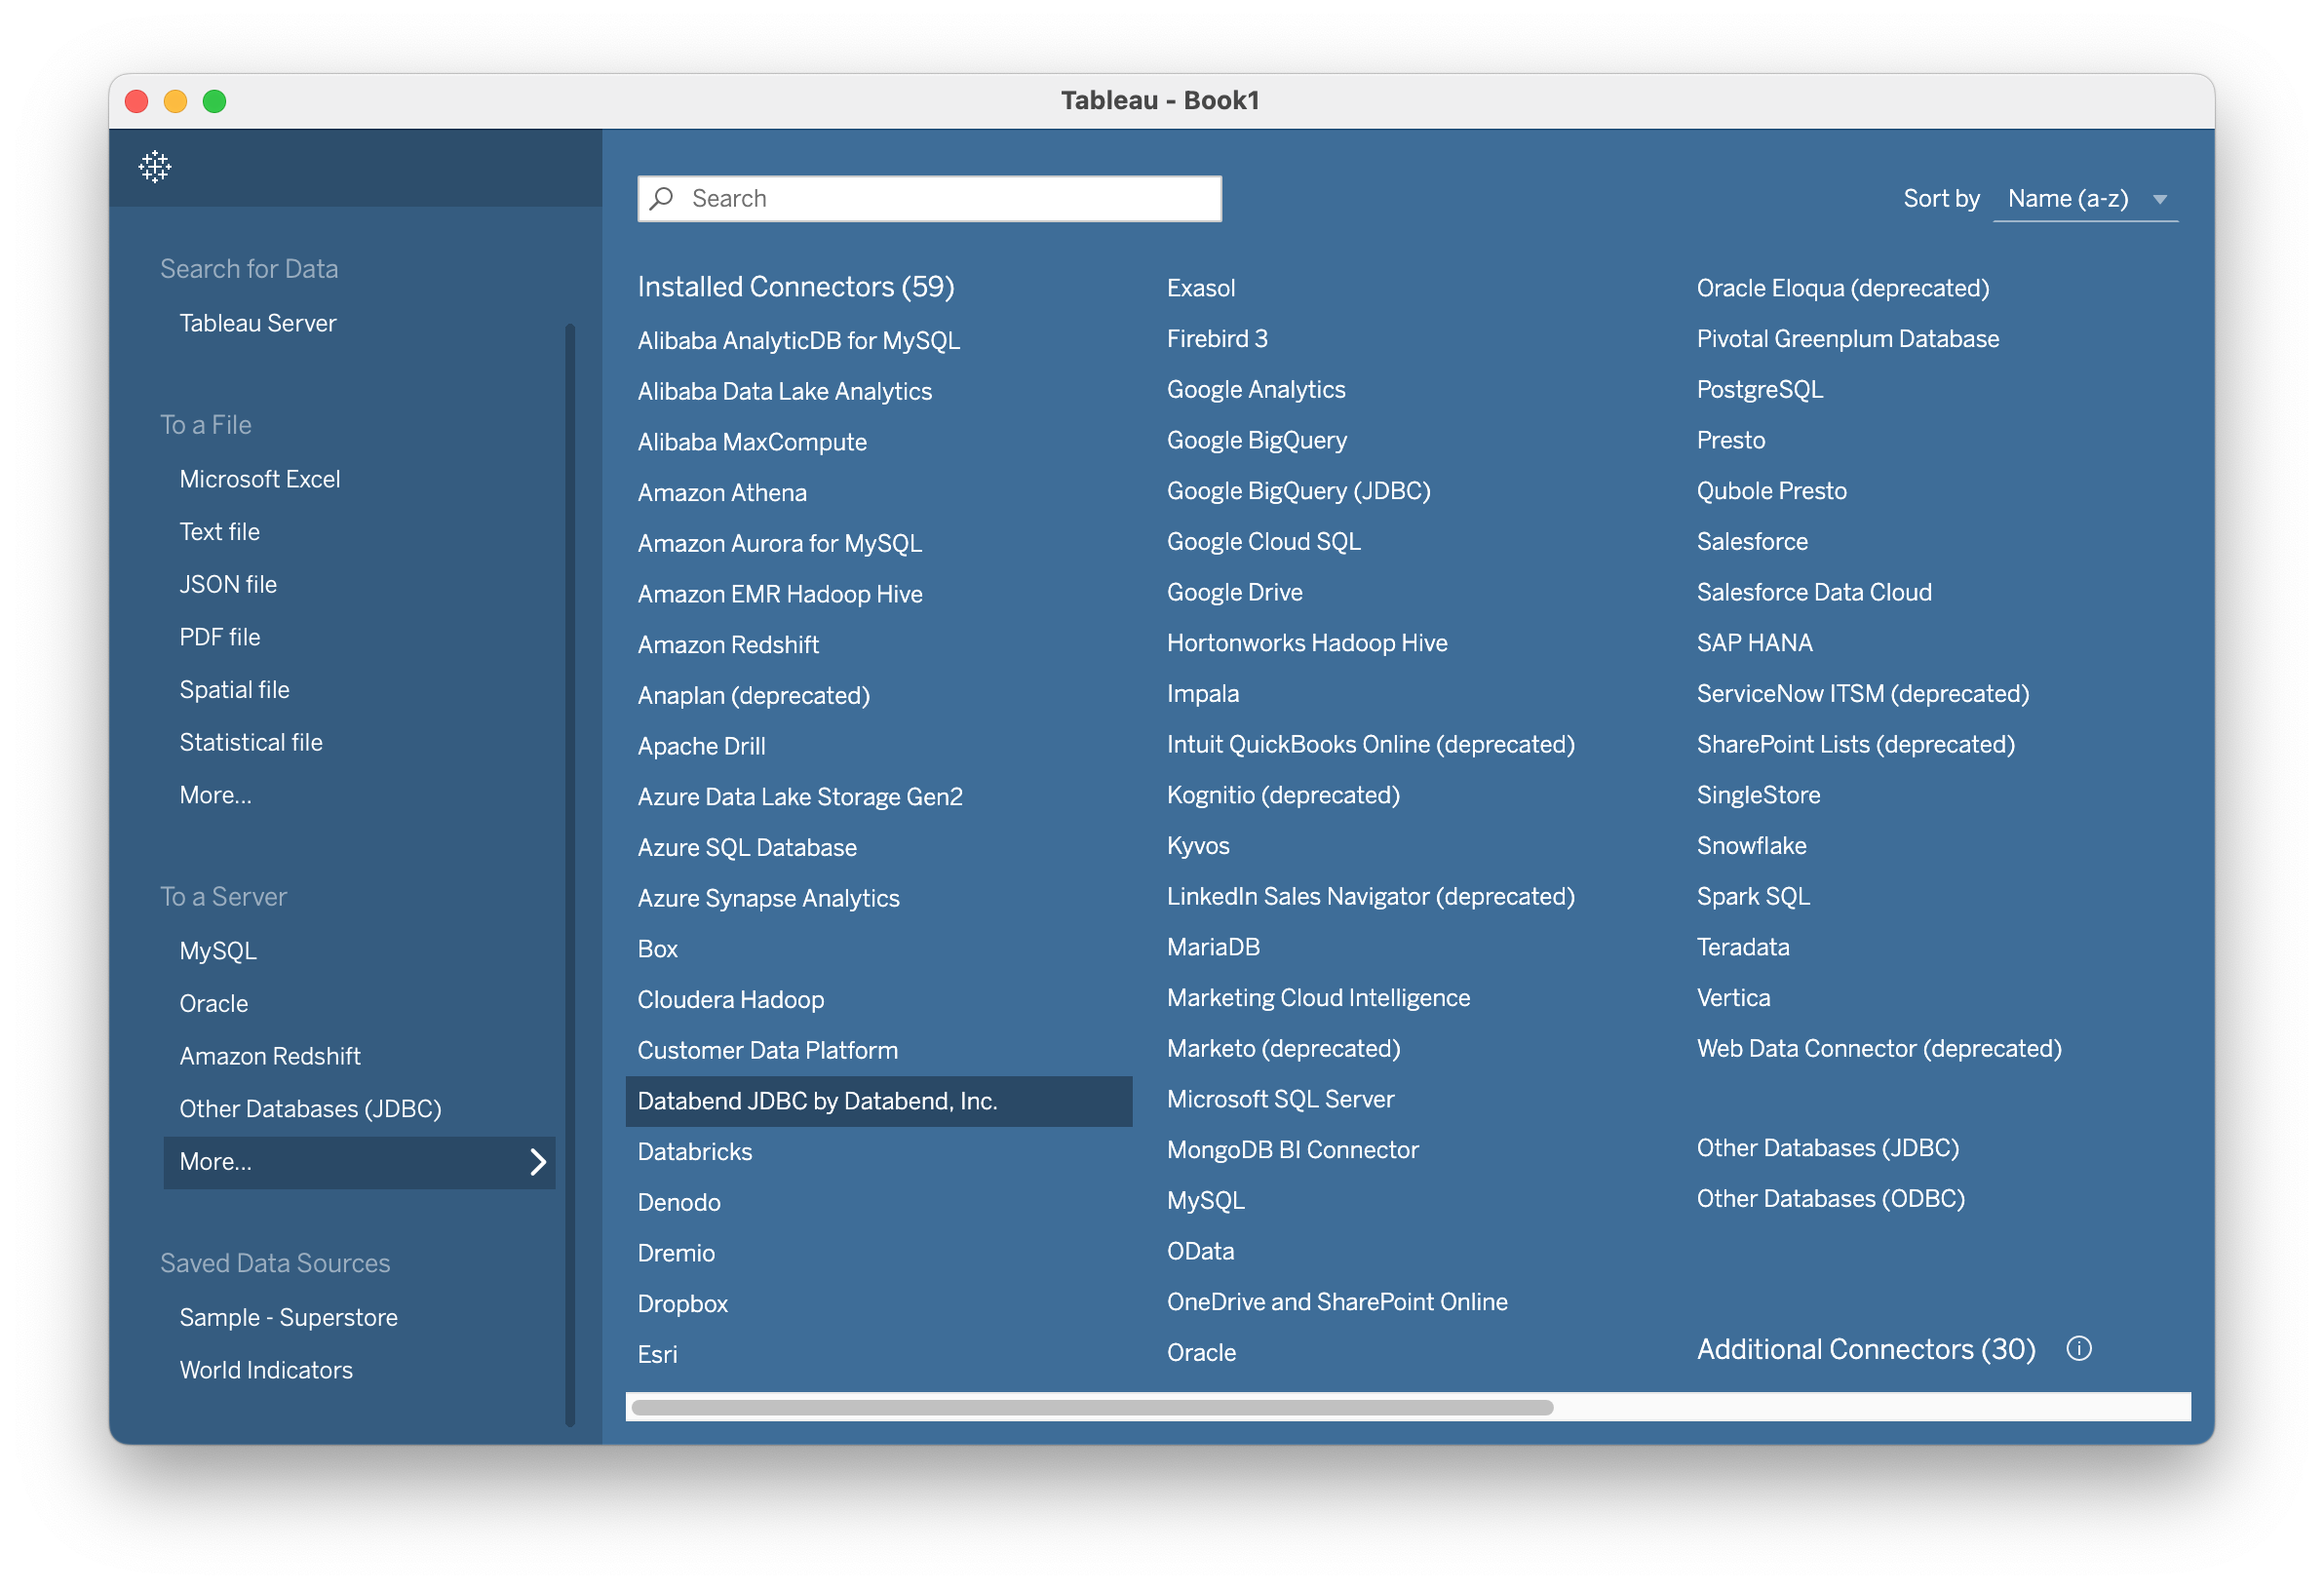 Tableau - Book1
Search for Data
Tableau Server
To a File
Microsoft Excel
Text file
JSON file
PDF file
Spatial file
Statistical file
More...
To a Server
MySQL
Oracle
Amazon Redshift
Other Databases (JDBC)
More...
Saved Data Sources
Sample - Superstore
World Indicators
Search
Sort by Name (a-z)
Installed Connectors (59)
Alibaba AnalyticDB for MySQL
Alibaba Data Lake Analytics
Alibaba MaxCompute
Amazon Athena
Amazon Aurora for MySQL
Amazon EMR Hadoop Hive
Amazon Redshift
Anaplan (deprecated)
Apache Drill
Azure Data Lake Storage Gen2
Azure SQL Database
Azure Synapse Analytics
Box
Cloudera Hadoop
Customer Data Platform
Databend JDBC by Databend, Inc.
Databricks
Denodo
Dremio
Dropbox
Esri
Exasol
Firebird 3
Google Analytics
Google BigQuery
Google BigQuery (JDBC)
Google Cloud SQL
Google Drive
Hortonworks Hadoop Hive
Impala
Intuit QuickBooks Online (deprecated)
Kognitio (deprecated)
Kyvos
LinkedIn Sales Navigator (deprecated)
MariaDB
Marketing Cloud Intelligence
Marketo (deprecated)
Microsoft SQL Server
MongoDB BI Connector
MySQL
OData
OneDrive and SharePoint Online
Oracle
Oracle Eloqua (deprecated)
Pivotal Greenplum Database
PostgreSQL
Presto
Qubole Presto
Salesforce
Salesforce Data Cloud
SAP HANA
ServiceNow ITSM (deprecated)
SharePoint Lists (deprecated)
SingleStore
Snowflake
Spark SQL
Teradata
Vertica
Web Data Connector (deprecated)
Other Databases (JDBC)
Other Databases (ODBC)
Additional Connectors (30)